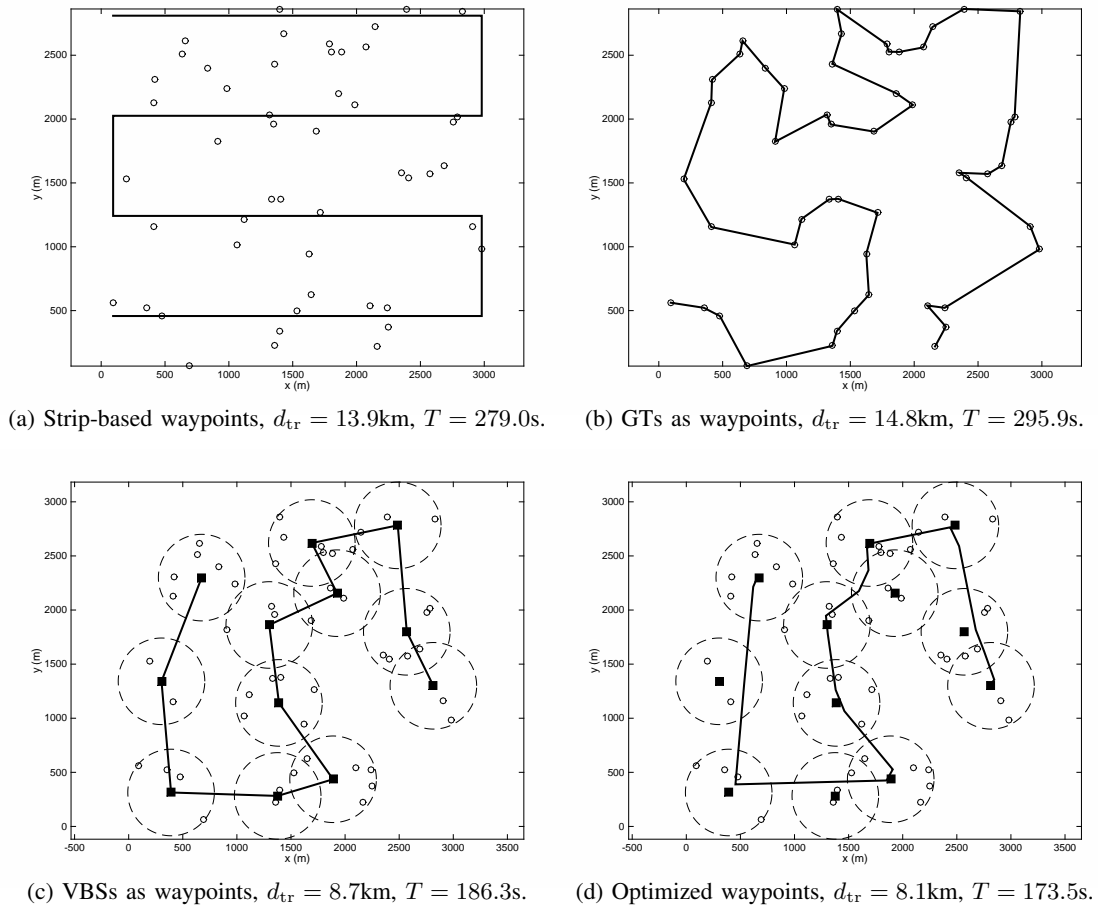 2500
2000
1500
1000
500
y (m)
0 500 1000 1500 2000 2500 3000
x (m)
2500
2000
1500
1000
500
y (m)
0 500 1000 1500 2000 2500 3000
x (m)
(a) Strip-based waypoints, d_tr = 13.9km, T = 279.0s.
(b) GTs as waypoints, d_tr = 14.8km, T = 295.9s.
3000
2500
2000
1500
1000
500
0
y (m)
-500 0 500 1000 1500 2000 2500 3000 3500
x (m)
3000
2500
2000
1500
1000
500
0
y (m)
-500 0 500 1000 1500 2000 2500 3000 3500
x (m)
(c) VBSs as waypoints, d_tr = 8.7km, T = 186.3s.
(d) Optimized waypoints, d_tr = 8.1km, T = 173.5s.